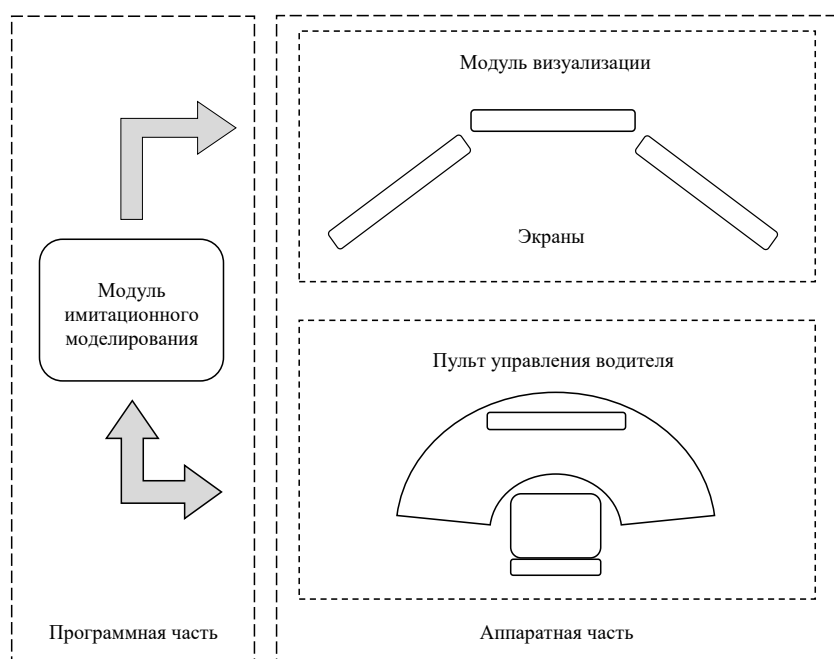 Модуль визуализации
Экраны
Модуль
имитационного
моделирования
Пульт управления водителя
Программная часть
Аппаратная часть